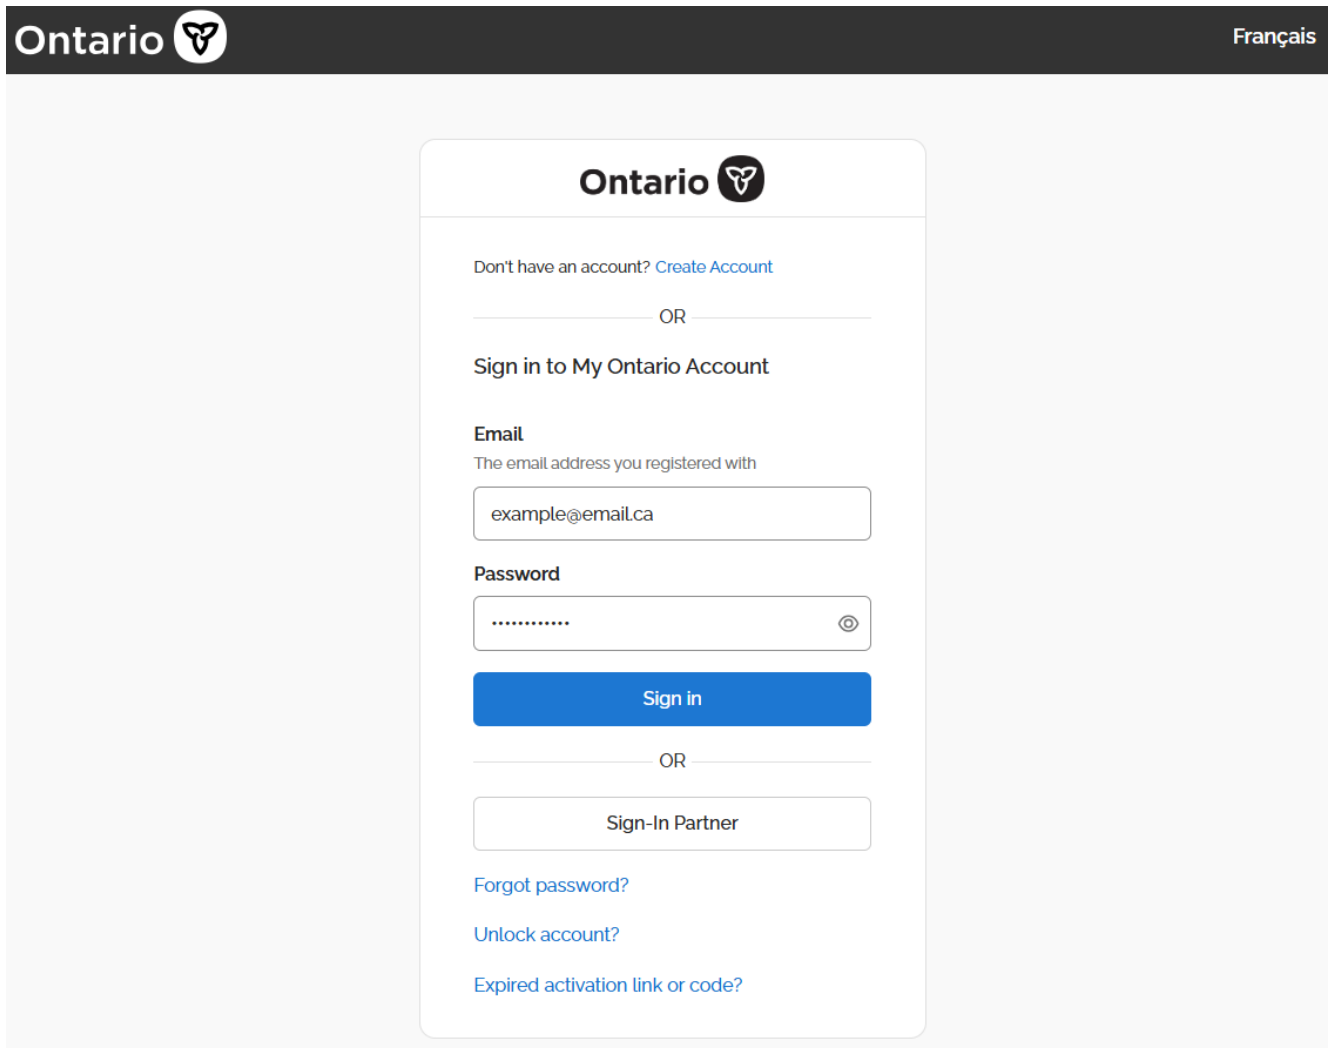 Ontario
Français
Ontario
Don't have an account? Create Account
OR
Sign in to My Ontario Account
Email
The email address you registered with
example@email.ca
Password
••••••••••••
Sign in
OR
Sign-In Partner
Forgot password?
Unlock account?
Expired activation link or code?